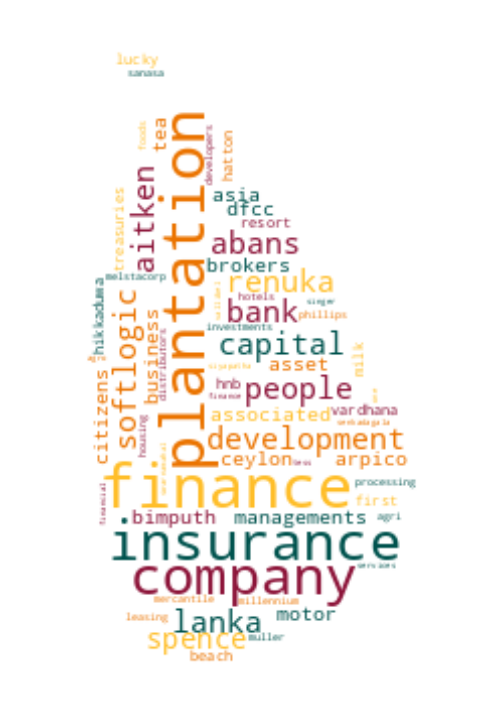 lucky
sanasa
foods
tea
developers
hatton
plantation
aitken
treasuries
asia
dfcc
resort
abans
brokers
melstacorp
renuka
hikkaduwa
softlogic
business
distributors
hotels
singer
bank
phillips
investments
capital
milk
asset
citizens
hnb
people
finance
associated
vardhana
housing
development
ceylon
arpico
finance
processing
financial
first
bimputh
managements
agri
insurance
services
company
mercantile
millennium
leasing
lanka
motor
spence
muller
beach